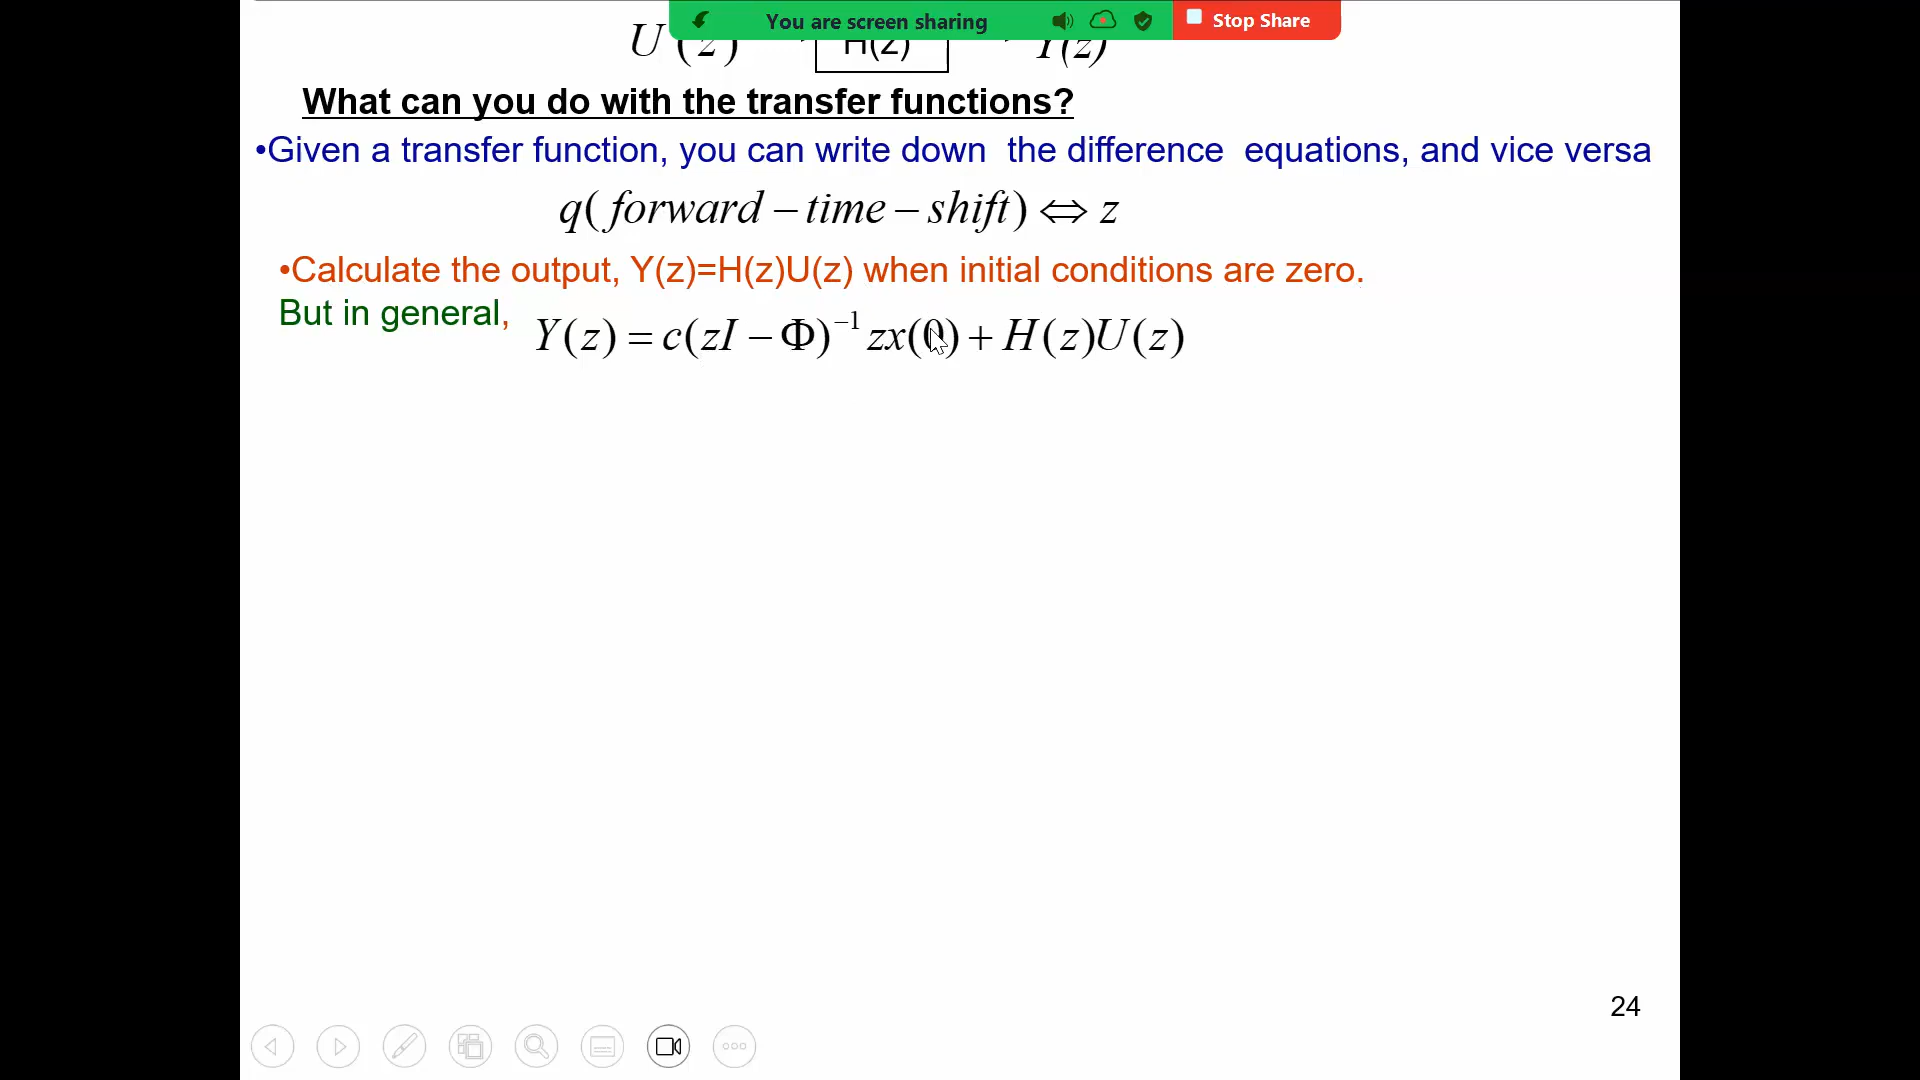 You are screen sharing
Stop Share
U(z) H(z) Y(z)
What can you do with the transfer functions?
•Given a transfer function, you can write down the difference equations, and vice versa
q(forward – time – shift) ⇔ z
•Calculate the output, Y(z)=H(z)U(z) when initial conditions are zero.
But in general, Y(z) = c(zI – Φ)⁻¹ zx(0) + H(z)U(z)
24